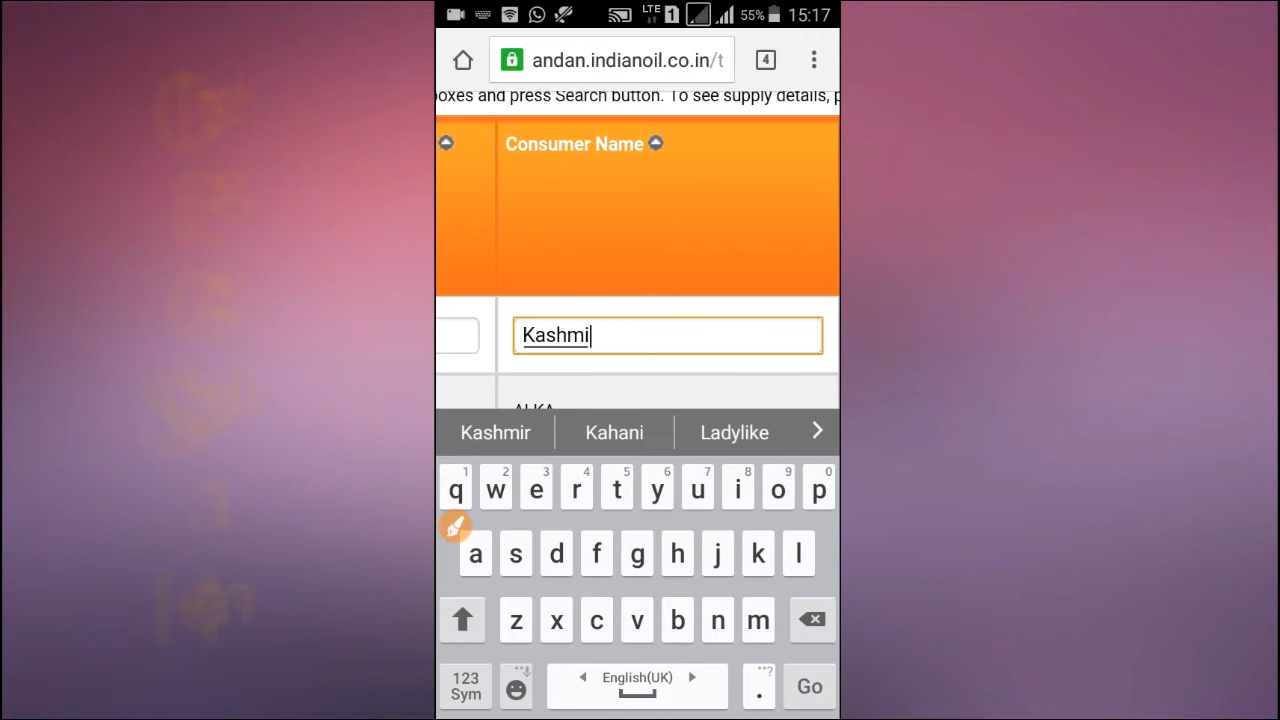 LTE 1 55% 15:17
andan.indianoil.co.in/t 4
boxes and press Search button. To see supply details, p
Consumer Name
Kashmi
Kashmir Kahani Ladylike
1 2 3 4 5 6 7 8 9 0
q w e r t y u i o p
a s d f g h j k l
z x c v b n m
123 English(UK) . Go
Sym